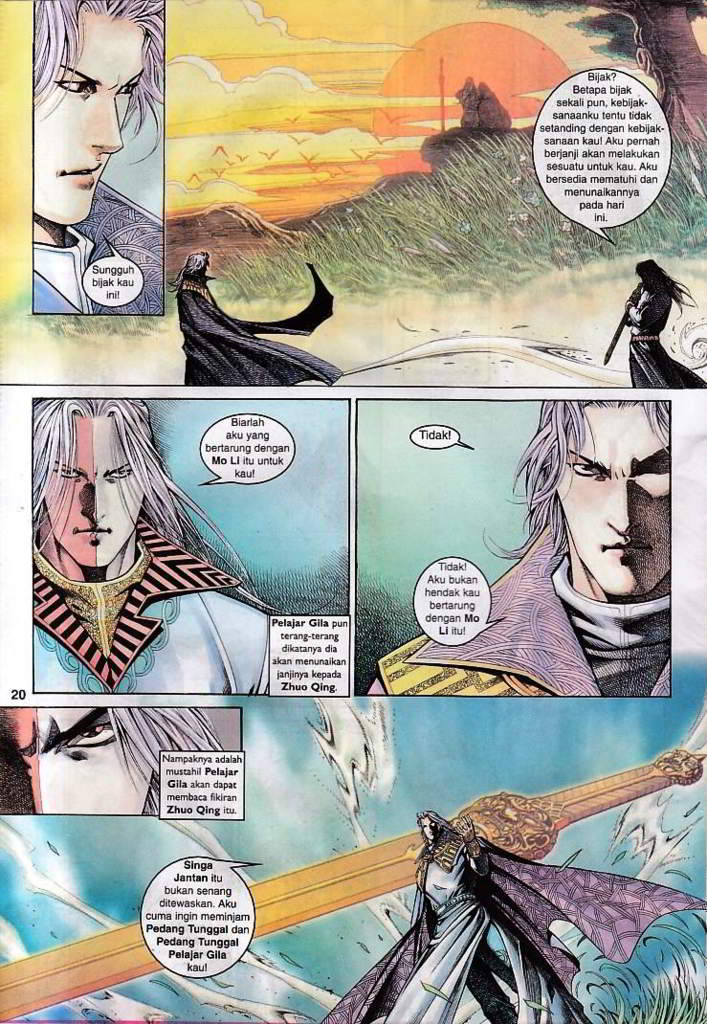 Sungguh
bijak kau
ini!
Bijak?
Betapa bijak
sekali pun, kebijak-
sanaanku tentu tidak
setanding dengan kebijak-
sanaan kau! Aku pernah
berjanji akan melakukan
sesuatu untuk kau. Aku
bersedia mematuhi dan
menunaikannya
pada hari
ini.
Biarlah
aku yang
bertarung dengan
Mo Li itu untuk
kau!
Pelajar Gila pun
terang-terang
dikatanya dia
akan menunaikan
janjinya kepada
Zhuo Qing.
Tidak!
Tidak!
Aku bukan
hendak kau
bertarung
dengan Mo
Li itu!
20
Nampaknya adalah
mustahil Pelajar
Gila akan dapat
membaca fikiran
Zhuo Qing itu.
Singa
Jantan itu
bukan senang
ditewaskan. Aku
cuma ingin meminjam
Pedang Tunggal dan
Pedang Tunggal
Pelajar Gila
kau!